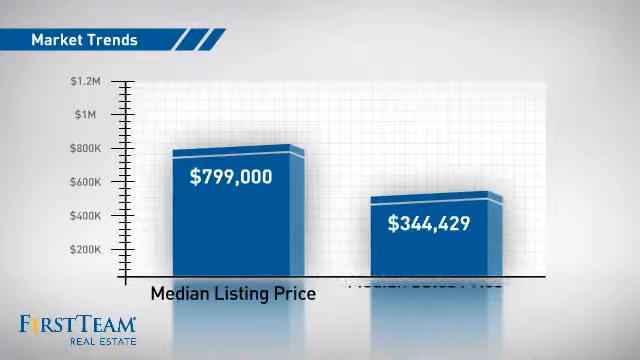 Market Trends
$1.2M
$1M
$800K
$600K
$400K
$200K
$799,000
$344,429
Median Listing Price
FIRSTTEAM®
REAL ESTATE